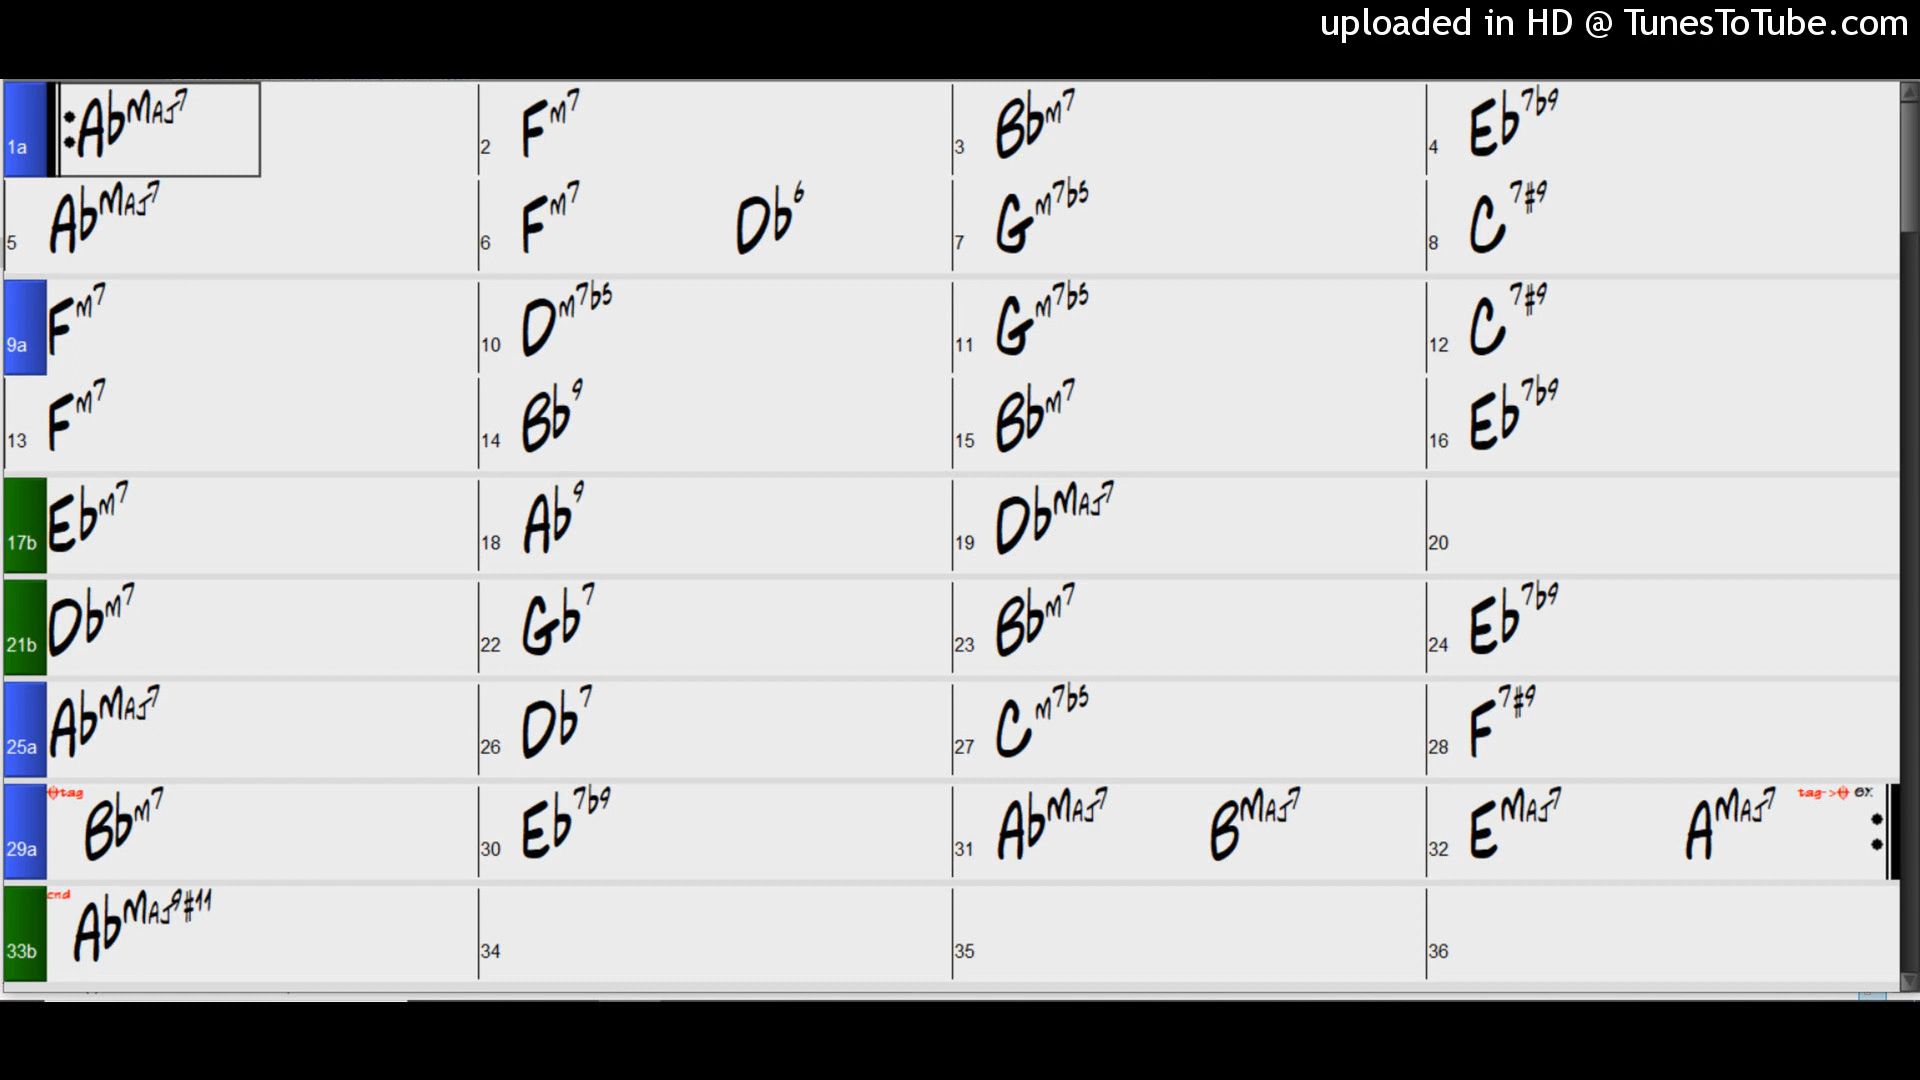 uploaded in HD @ TunesToTube.com
1a :AbMAJ7 2 Fm7 3 Bbm7 4 Eb7b9
5 AbMAJ7 6 Fm7 Db6 7 Gm7b5 8 C7#9
9a Fm7 10 Dm7b5 11 Gm7b5 12 C7#9
13 Fm7 14 Bb9 15 Bbm7 16 Eb7b9
17b Ebm7 18 Ab9 19 DbMAJ7 20
21b Dbm7 22 Gb7 23 Bbm7 24 Eb7b9
25a AbMAJ7 26 Db7 27 Cm7b5 28 F7#9
tag tag->
29a Bbm7 30 Eb7b9 31 AbMAJ7 BMAJ7 32 EMAJ7 AMAJ7 :
end
33b AbMAJ9#11 34 35 36